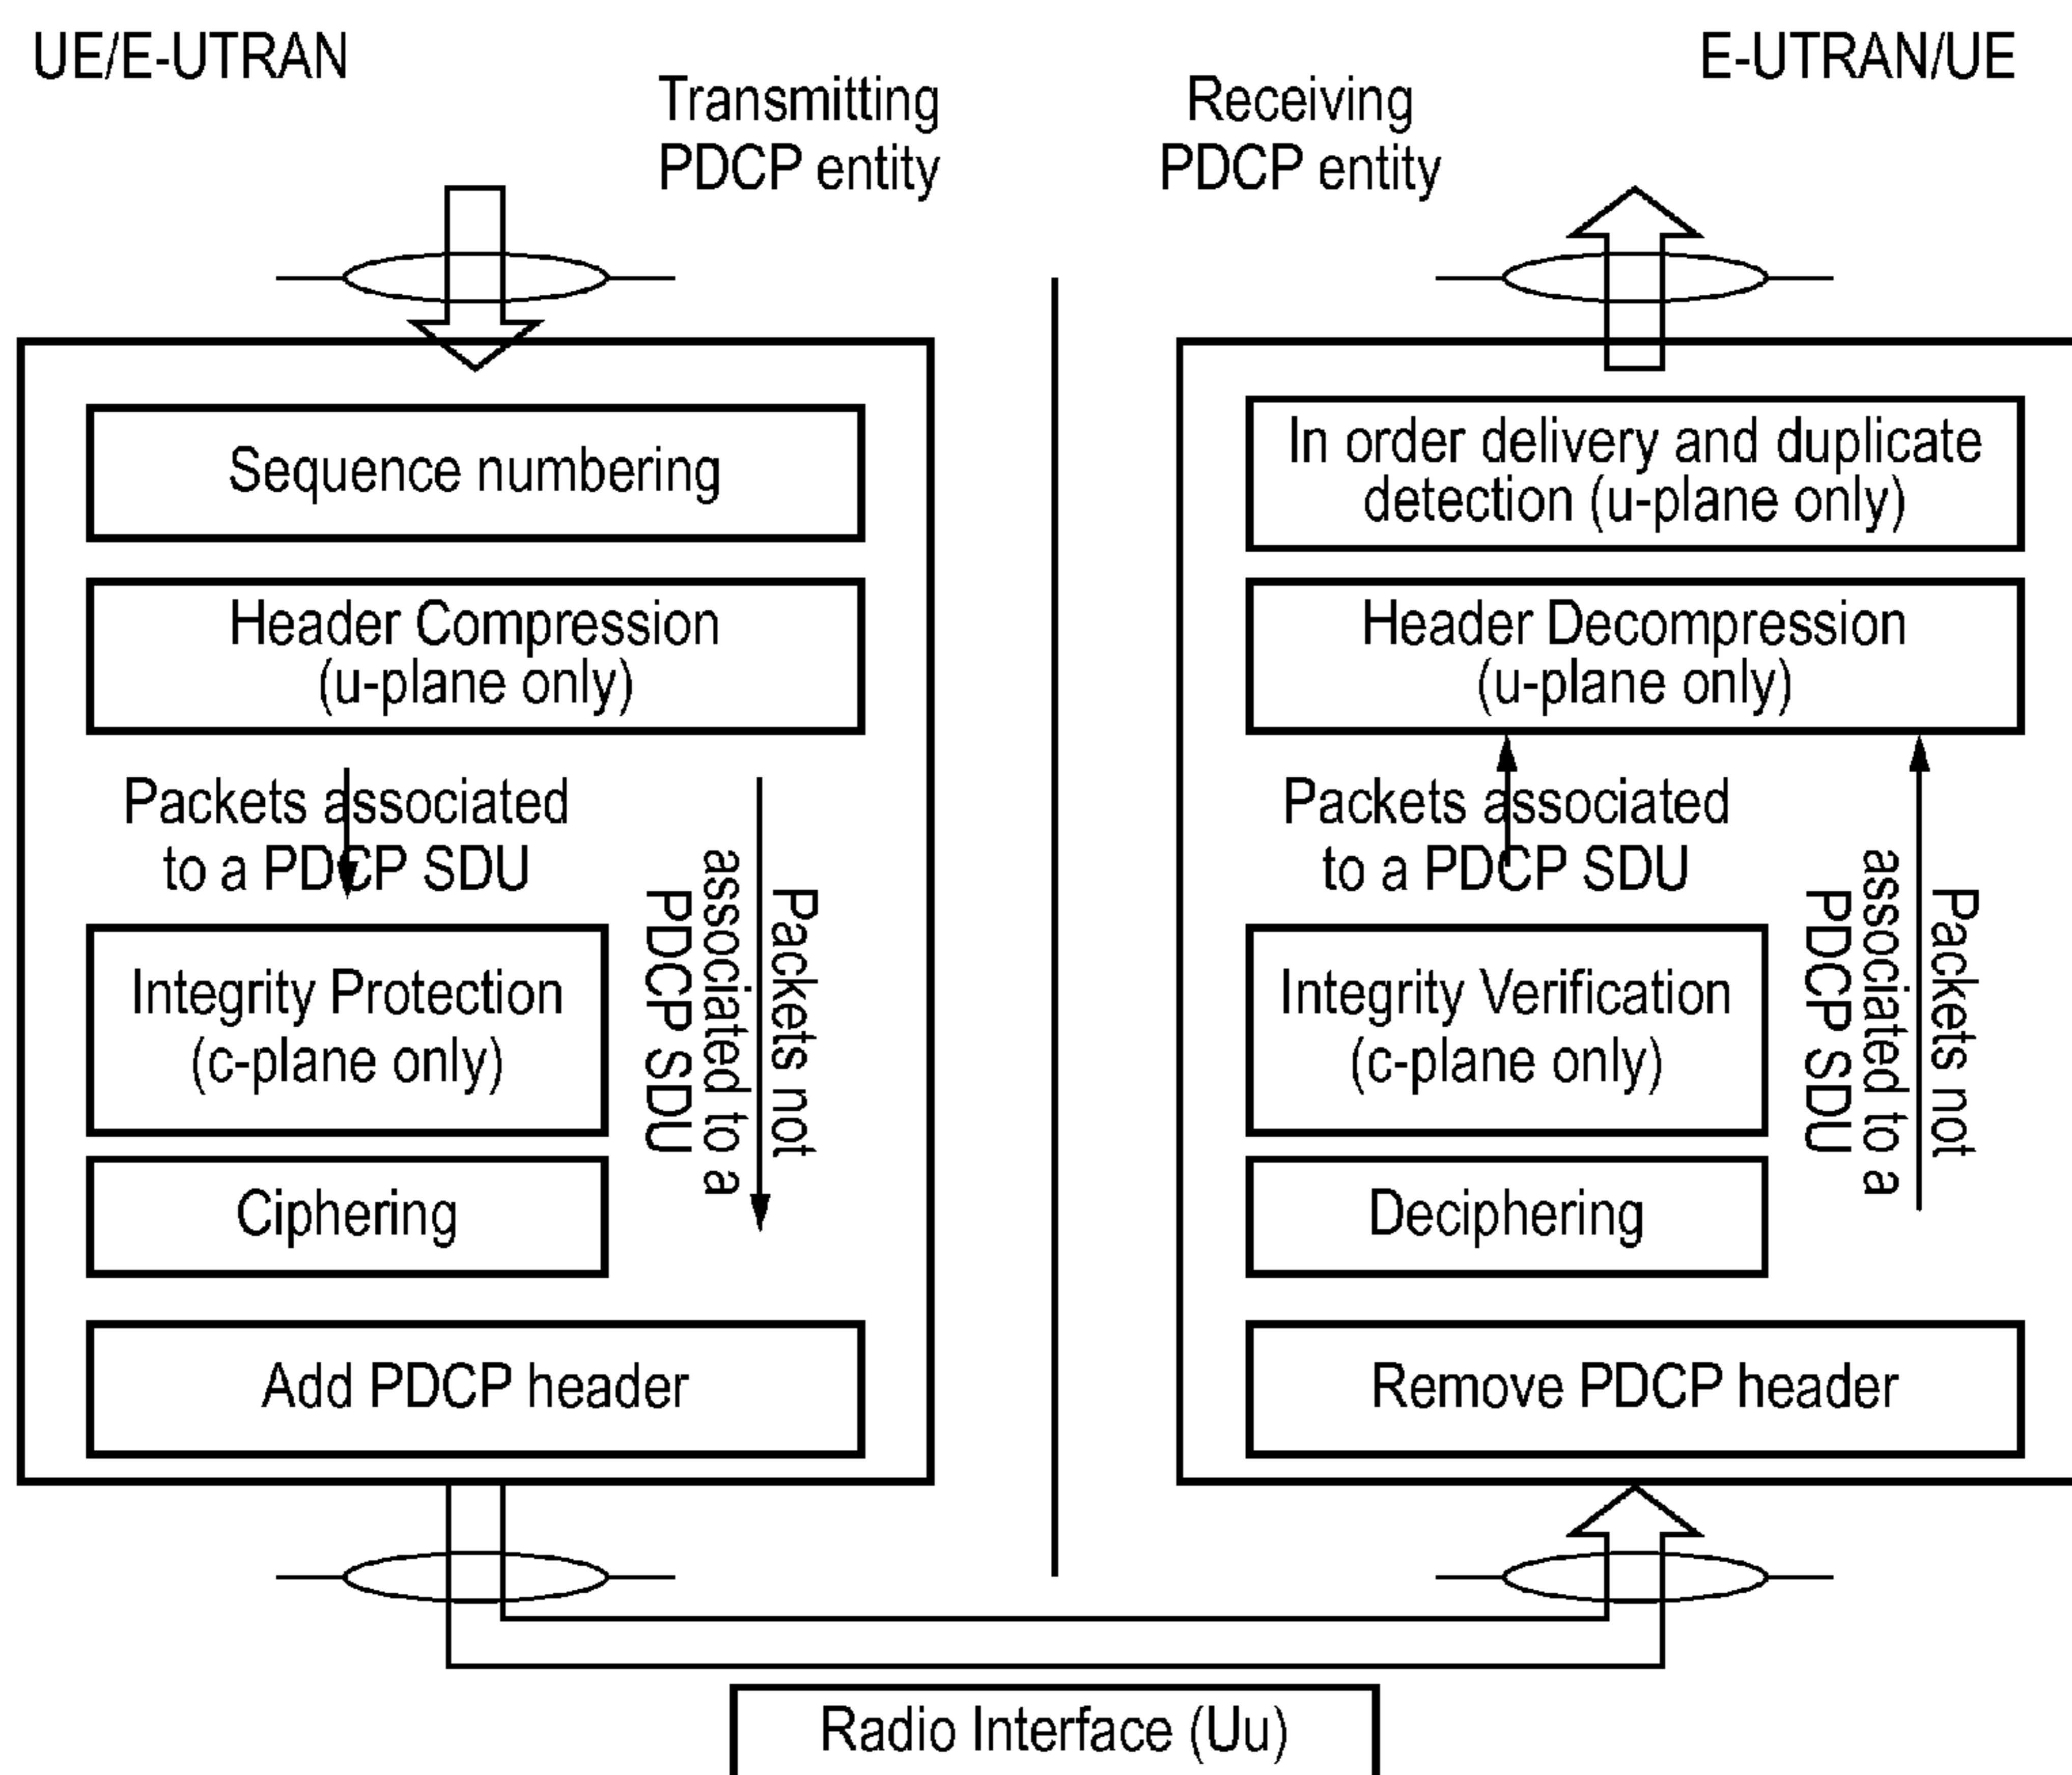 UE/E-UTRAN
Transmitting
PDCP entity
Receiving
PDCP entity
E-UTRAN/UE
Sequence numbering
Header Compression
(u-plane only)
Packets associated
to a PDCP SDU
Packets not
associated to a
PDCP SDU
Integrity Protection
(c-plane only)
Ciphering
Add PDCP header
In order delivery and duplicate
detection (u-plane only)
Header Decompression
(u-plane only)
Packets associated
to a PDCP SDU
Packets not
associated to a
PDCP SDU
Integrity Verification
(c-plane only)
Deciphering
Remove PDCP header
Radio Interface (Uu)